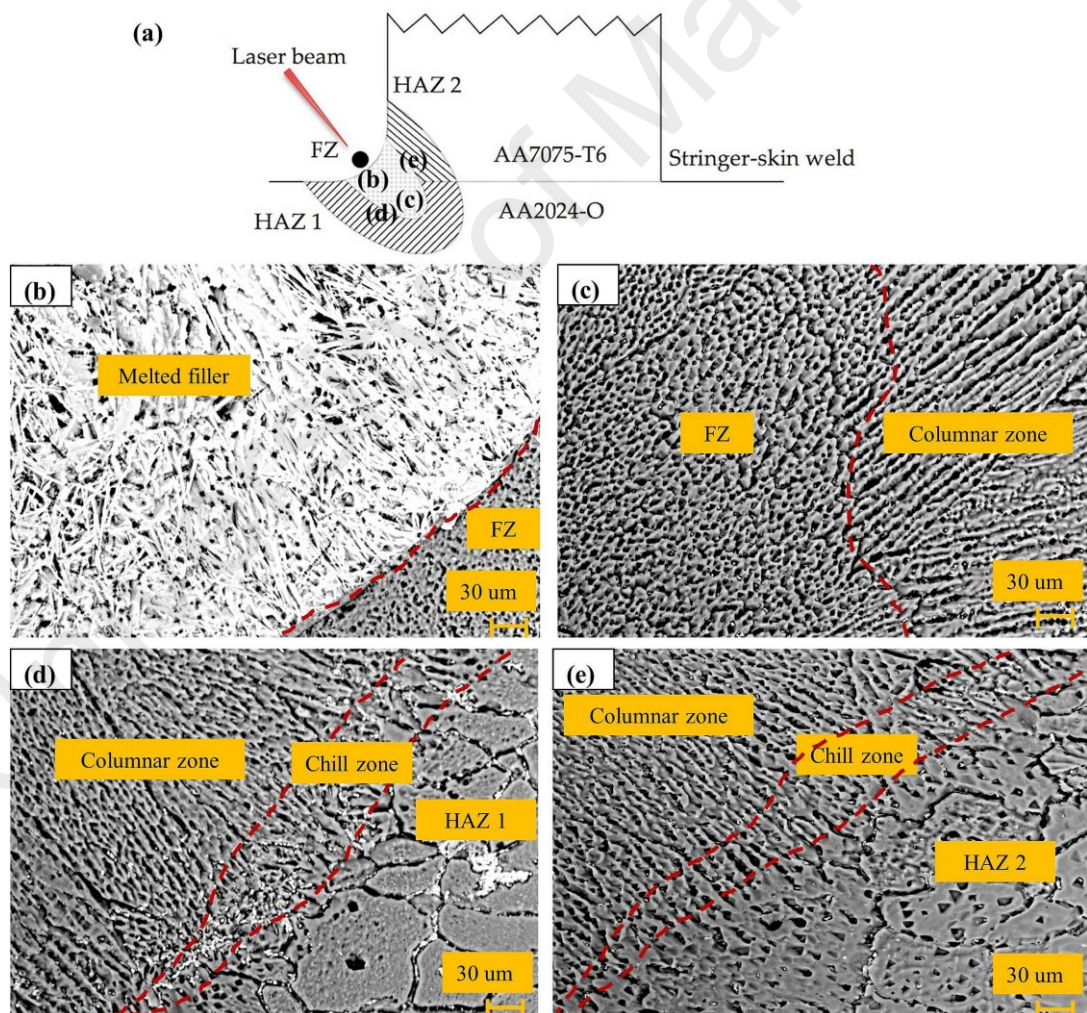 (a)
Laser beam
HAZ 2
FZ
(e)
AA7075-T6
Stringer-skin weld
(b)
(c)
AA2024-O
(d)
HAZ 1
of
(b)
Melted filler
FZ
30 um
(c)
FZ
Columnar zone
30 um
(d)
Columnar zone
Chill zone
HAZ 1
30 um
(e)
Columnar zone
Chill zone
HAZ 2
30 um